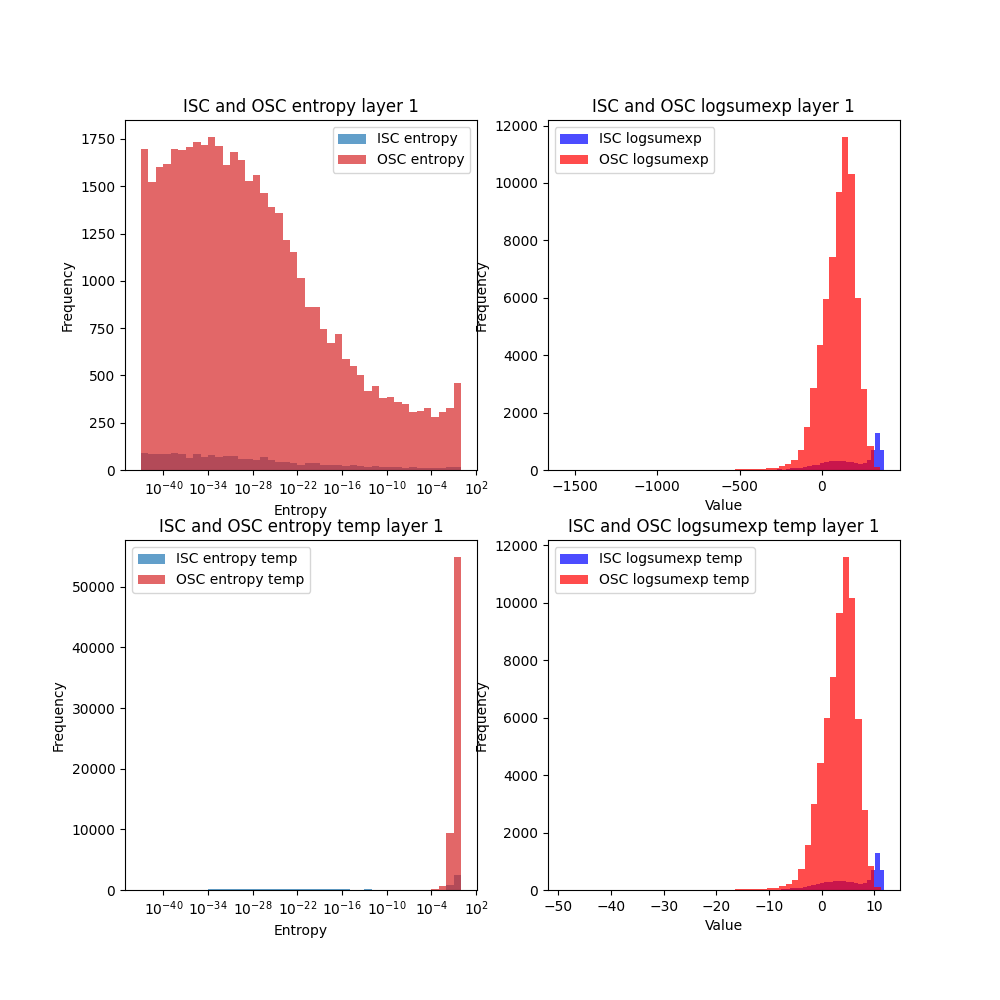 ISC and OSC entropy layer 1
ISC entropy
OSC entropy
Frequency
1750
1500
1250
1000
750
500
250
0
10^-40 10^-34 10^-28 10^-22 10^-16 10^-10 10^-4 10^2
Entropy
ISC and OSC logsumexp layer 1
ISC logsumexp
OSC logsumexp
Frequency
12000
10000
8000
6000
4000
2000
0
−1500 −1000 −500 0
Value
ISC and OSC entropy temp layer 1
ISC entropy temp
OSC entropy temp
Frequency
50000
40000
30000
20000
10000
0
10^-40 10^-34 10^-28 10^-22 10^-16 10^-10 10^-4 10^2
Entropy
ISC and OSC logsumexp temp layer 1
ISC logsumexp temp
OSC logsumexp temp
Frequency
12000
10000
8000
6000
4000
2000
0
−50 −40 −30 −20 −10 0 10
Value